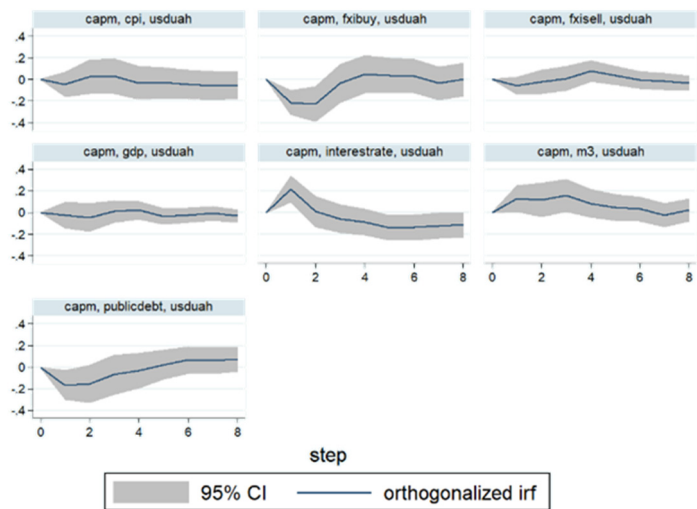 capm, cpi, usduah
capm, fxibuy, usduah
capm, fxisell, usduah
.4
.2
0
-.2
-.4
capm, gdp, usduah
capm, interestrate, usduah
capm, m3, usduah
.4
.2
0
-.2
-.4
0 2 4 6 8
0 2 4 6 8
capm, publicdebt, usduah
.4
.2
0
-.2
-.4
0 2 4 6 8
step
95% CI
orthogonalized irf